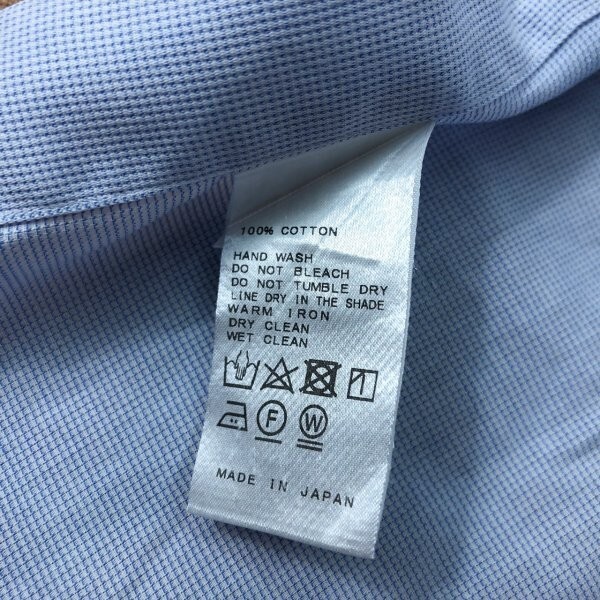 100% COTTON
HAND WASH
DO NOT BLEACH
DO NOT TUMBLE DRY
LINE DRY IN THE SHADE
WARM IRON
DRY CLEAN
WET CLEAN
F W
MADE IN JAPAN